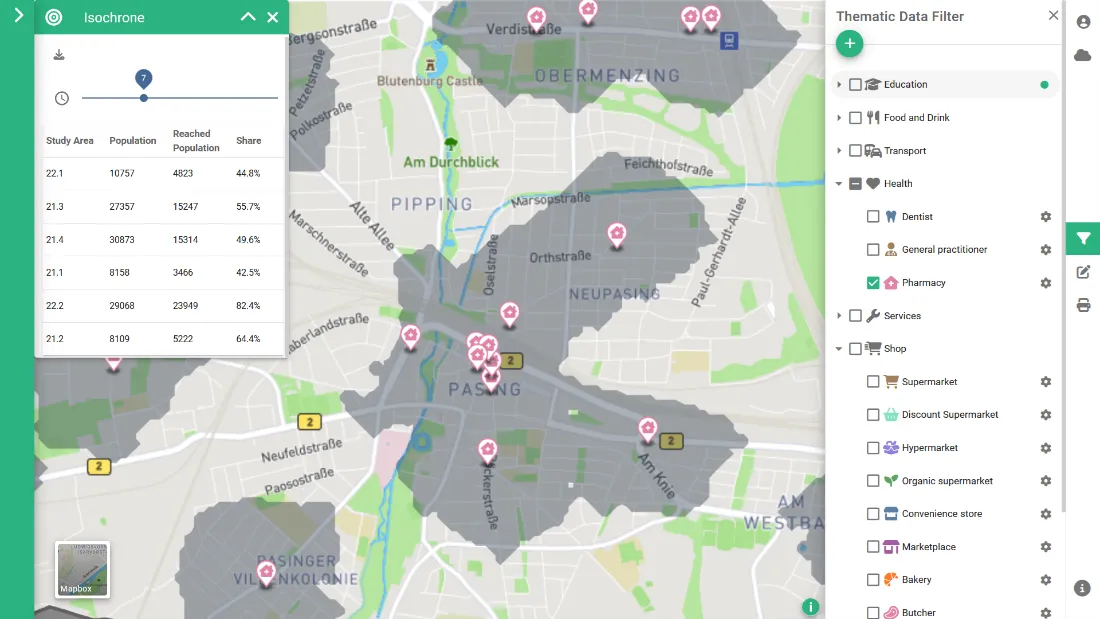 Isochrone
7
Study Area Population Reached Population Share
22.1 10757 4823 44.8%
21.3 27357 15247 55.7%
21.4 30873 15314 49.6%
21.1 8158 3466 42.5%
22.2 29068 23949 82.4%
21.2 8109 5222 64.4%
Bergsonstraße
Verdistraße
OBERMENZING
Blutenburg Castle
Petzetstraße
Polkostraße
Am Durchblick
Feichthofstraße
PIPPING
Marsopstraße
Alte Allee
Marschnerstraße
Oselstraße
Orthstraße
Paul-Gerhardt-Allee
NEUPASING
aberlandstraße
2
PASING
2
2
Neufeldstraße
Am Knie
2
Paosostraße
ckerstraße
AM
WESTBA
PASINGER
VILLENKOLONIE
Mapbox
Thematic Data Filter
Education
Food and Drink
Transport
Health
Dentist
General practitioner
Pharmacy
Services
Shop
Supermarket
Discount Supermarket
Hypermarket
Organic supermarket
Convenience store
Marketplace
Bakery
Butcher